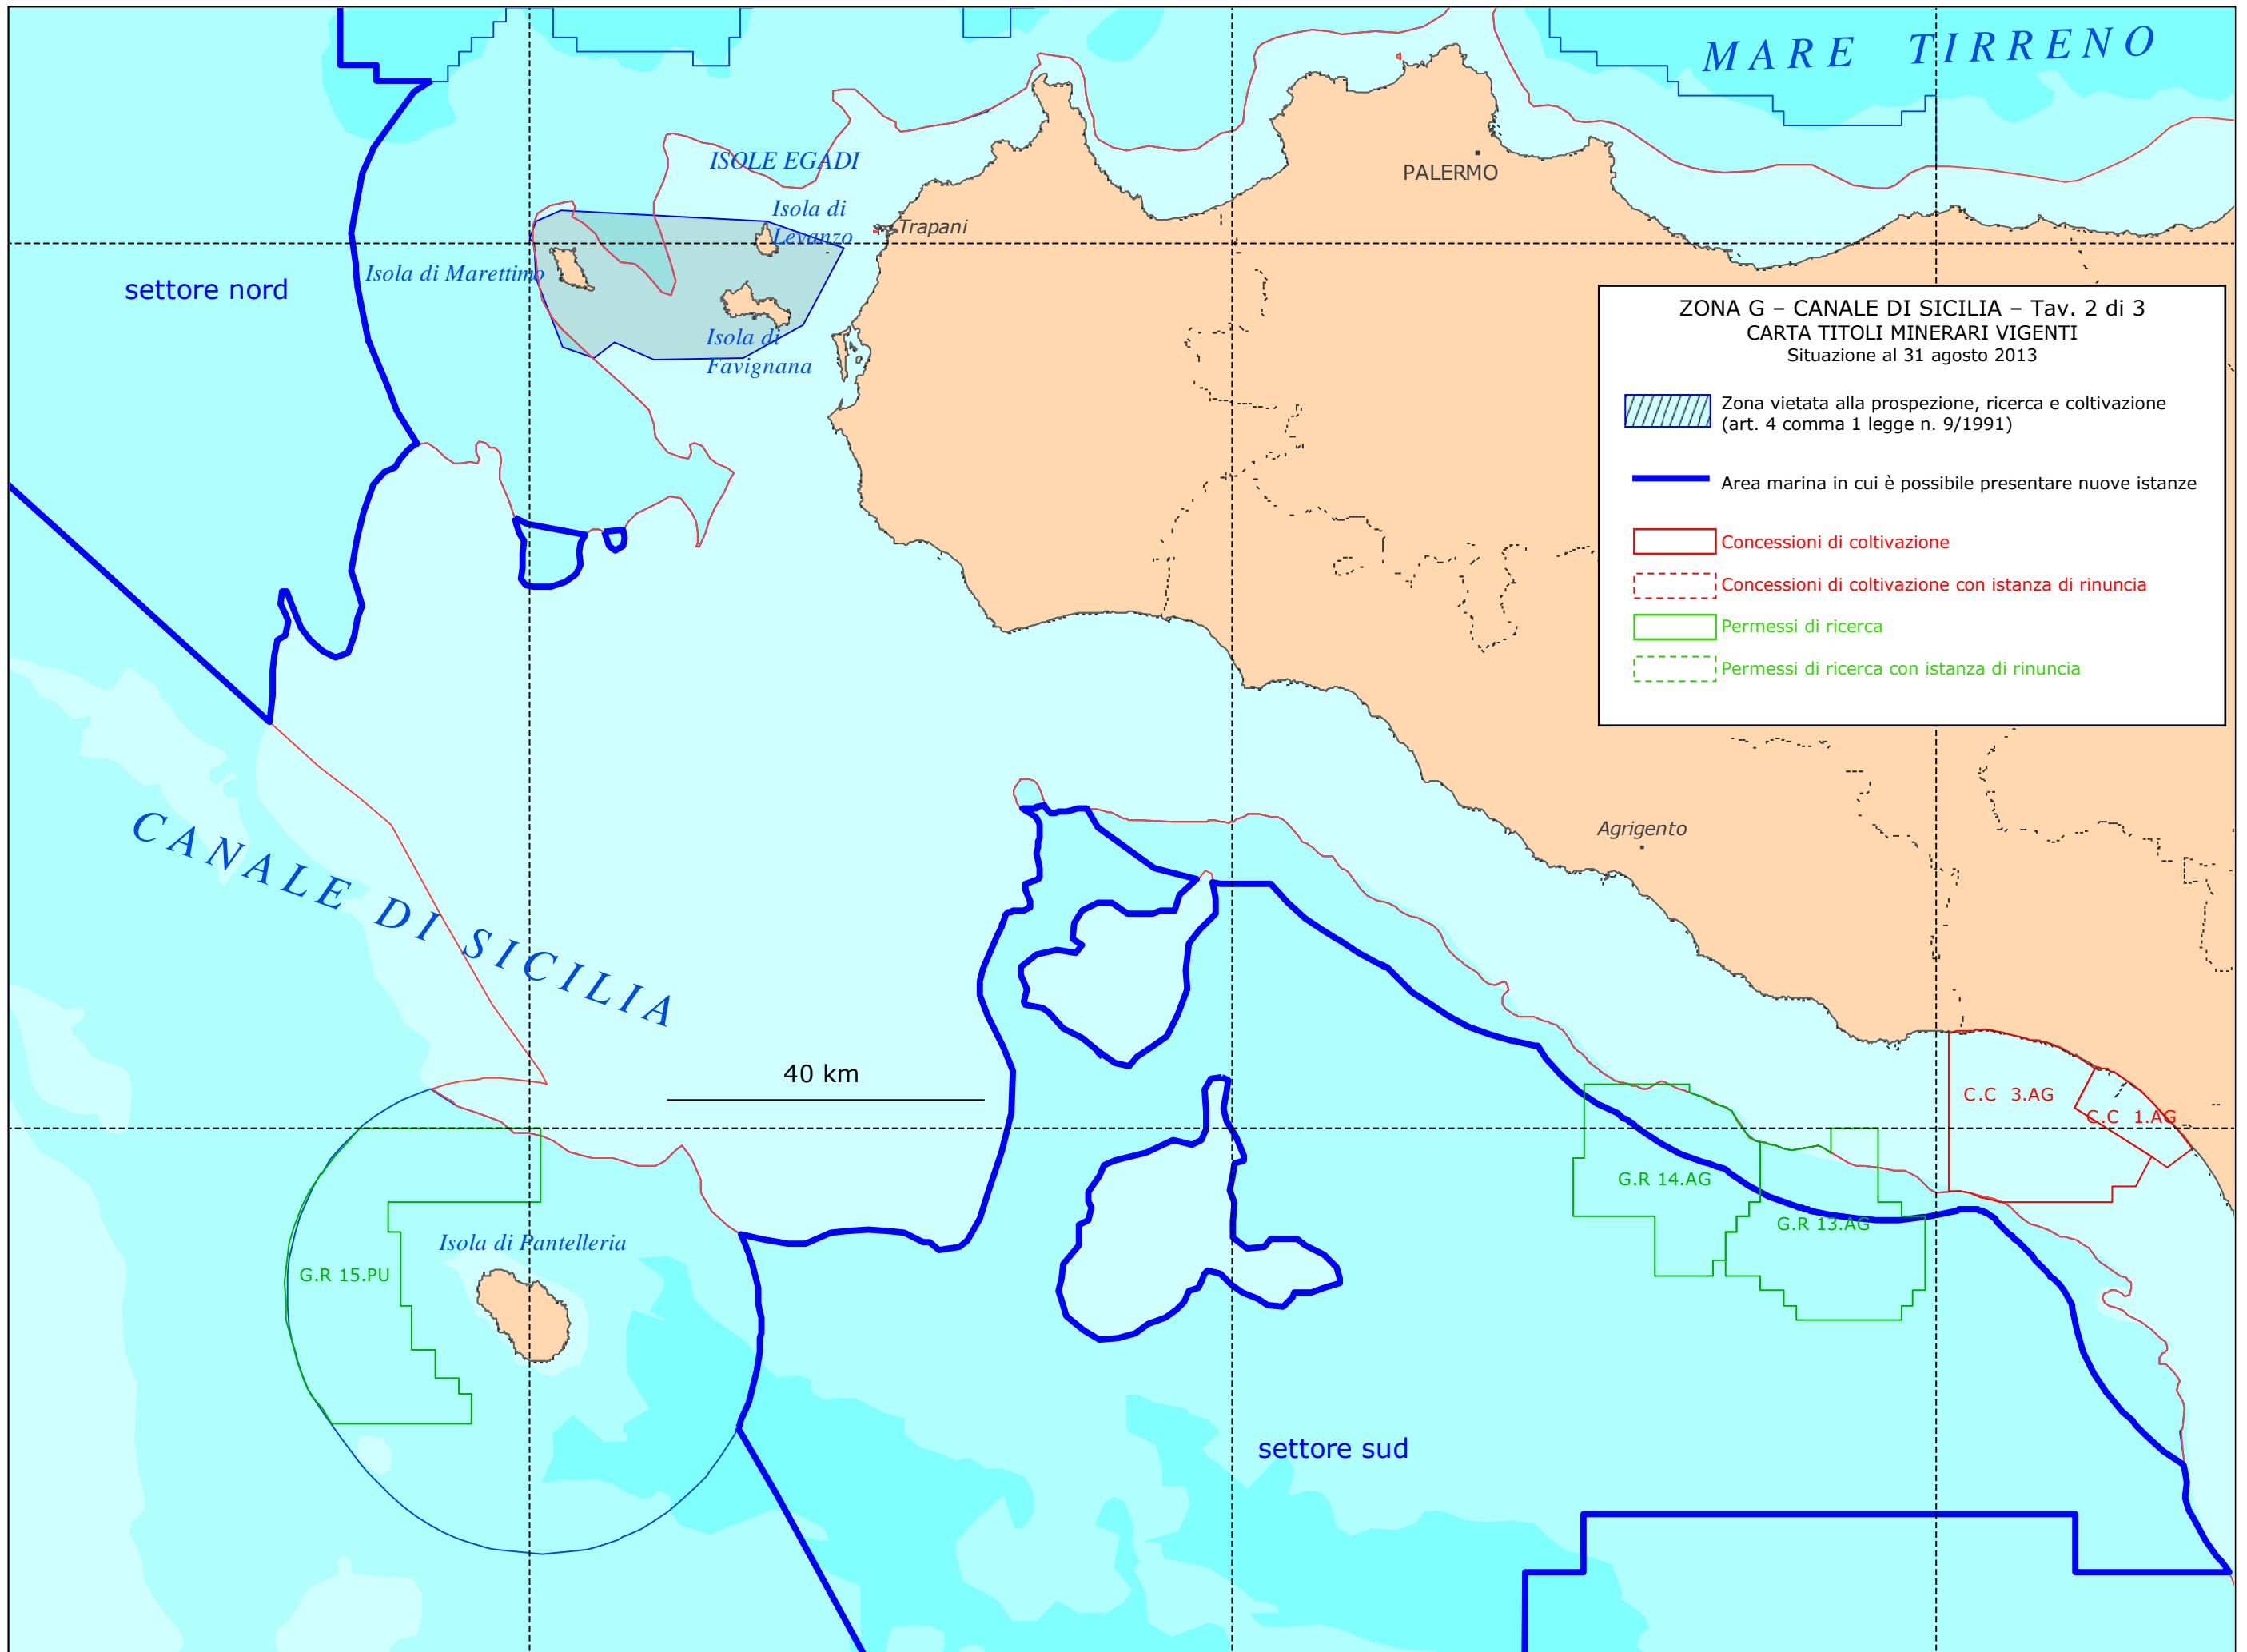 MARE TIRRENO
ISOLE EGADI
PALERMO
Isola di
Levanzo
Trapani
Isola di Marettimo
settore nord
Isola di
Favignana
ZONA G – CANALE DI SICILIA – Tav. 2 di 3
CARTA TITOLI MINERARI VIGENTI
Situazione al 31 agosto 2013
Zona vietata alla prospezione, ricerca e coltivazione
(art. 4 comma 1 legge n. 9/1991)
Area marina in cui è possibile presentare nuove istanze
Concessioni di coltivazione
Concessioni di coltivazione con istanza di rinuncia
Permessi di ricerca
Permessi di ricerca con istanza di rinuncia
CANALE DI SICILIA
Agrigento
40 km
C.C 3.AG
C.C 1.AG
G.R 14.AG
G.R 13.AG
Isola di Pantelleria
G.R 15.PU
settore sud